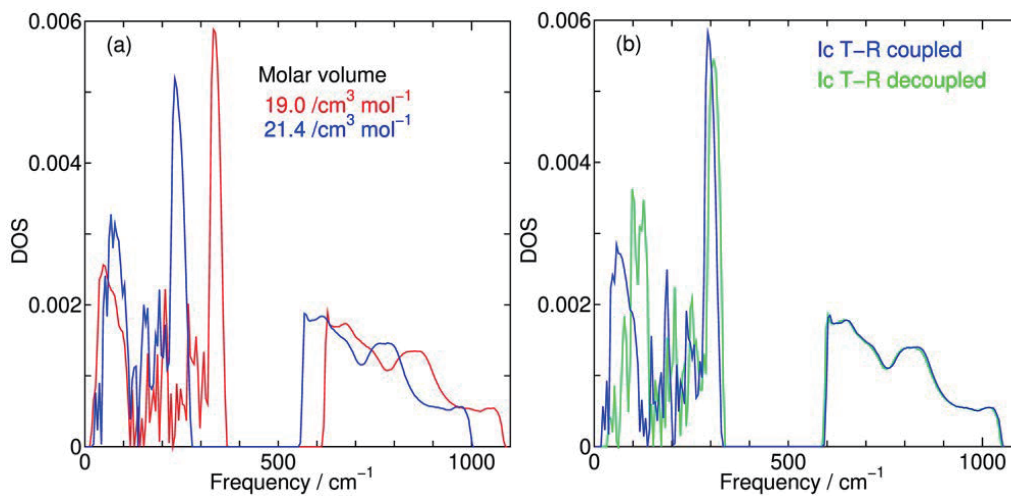 0.006
(a)
Molar volume
19.0 /cm³ mol⁻¹
21.4 /cm³ mol⁻¹
0.004
DOS
0.002
0
0
500
1000
Frequency / cm⁻¹
0.006
(b)
Ic T−R coupled
Ic T−R decoupled
0.004
DOS
0.002
0
0
500
1000
Frequency / cm⁻¹